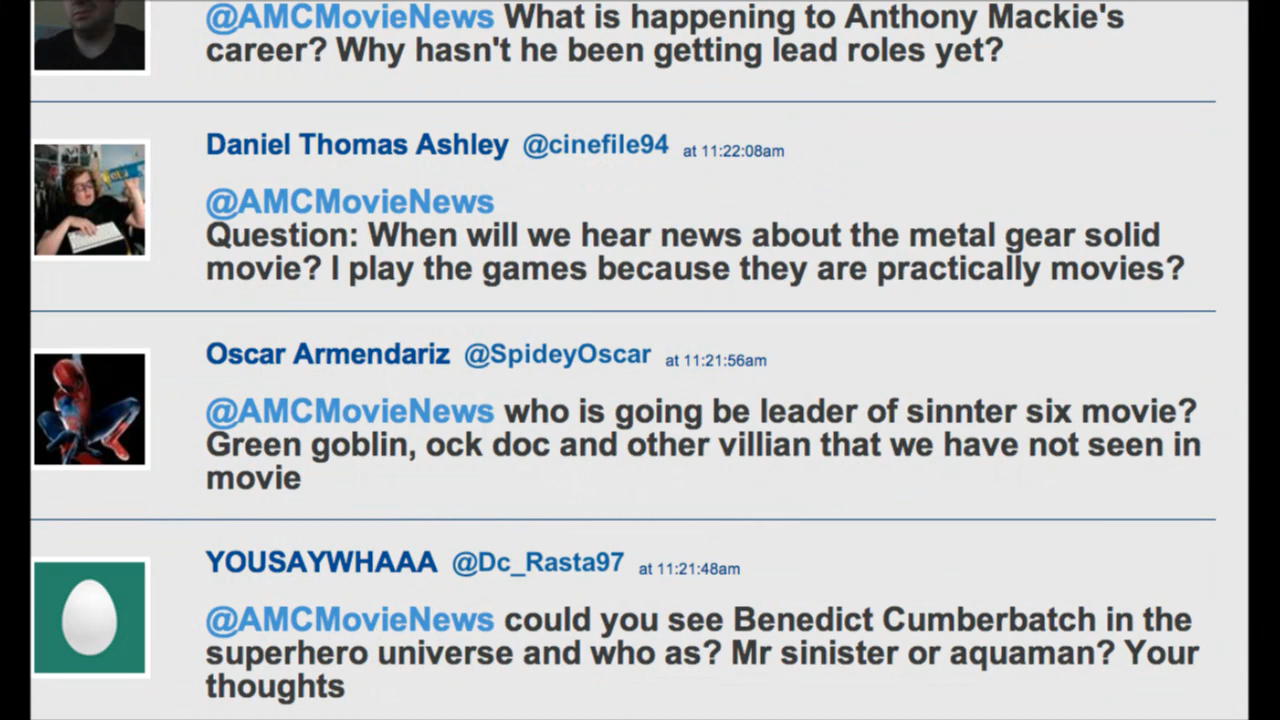 @AMCMovieNews What is happening to Anthony Mackie's
career? Why hasn't he been getting lead roles yet?
Daniel Thomas Ashley @cinefile94 at 11:22:08am
@AMCMovieNews
Question: When will we hear news about the metal gear solid
movie? I play the games because they are practically movies?
Oscar Armendariz @SpideyOscar at 11:21:56am
@AMCMovieNews who is going be leader of sinnter six movie?
Green goblin, ock doc and other villian that we have not seen in
movie
YOUSAYWHAAA @Dc_Rasta97 at 11:21:48am
@AMCMovieNews could you see Benedict Cumberbatch in the
superhero universe and who as? Mr sinister or aquaman? Your
thoughts